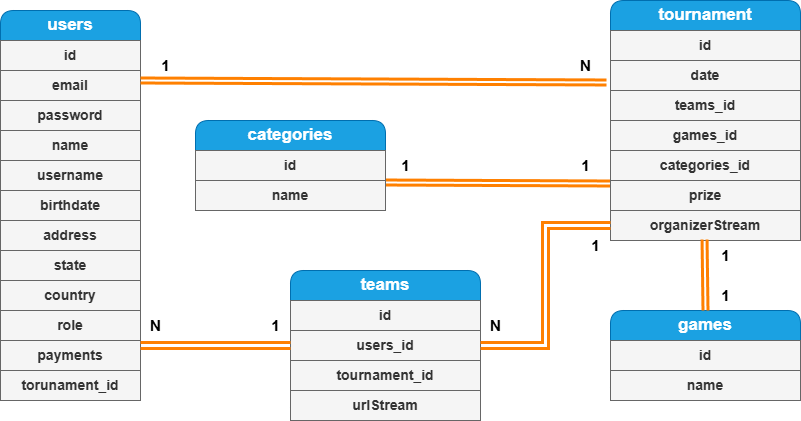 users
id
email
password
name
username
birthdate
address
state
country
role
payments
torunament_id
1
N
tournament
id
date
teams_id
games_id
categories_id
prize
organizerStream
categories
id
name
1
1
teams
id
users_id
tournament_id
urlStream
N
1
N
1
1
1
games
id
name